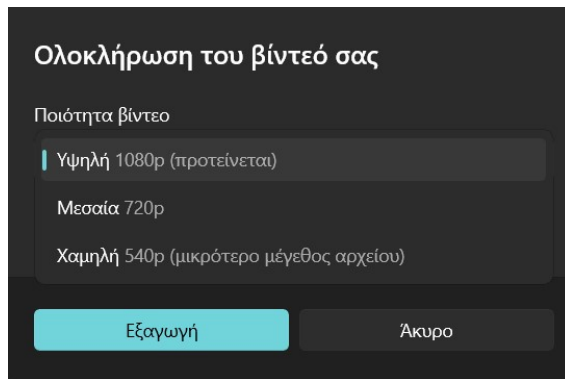 Ολοκλήρωση του βίντεό σας
Ποιότητα βίντεο
Υψηλή 1080p (προτείνεται)
Μεσαία 720p
Χαμηλή 540p (μικρότερο μέγεθος αρχείου)
Εξαγωγή
Άκυρο